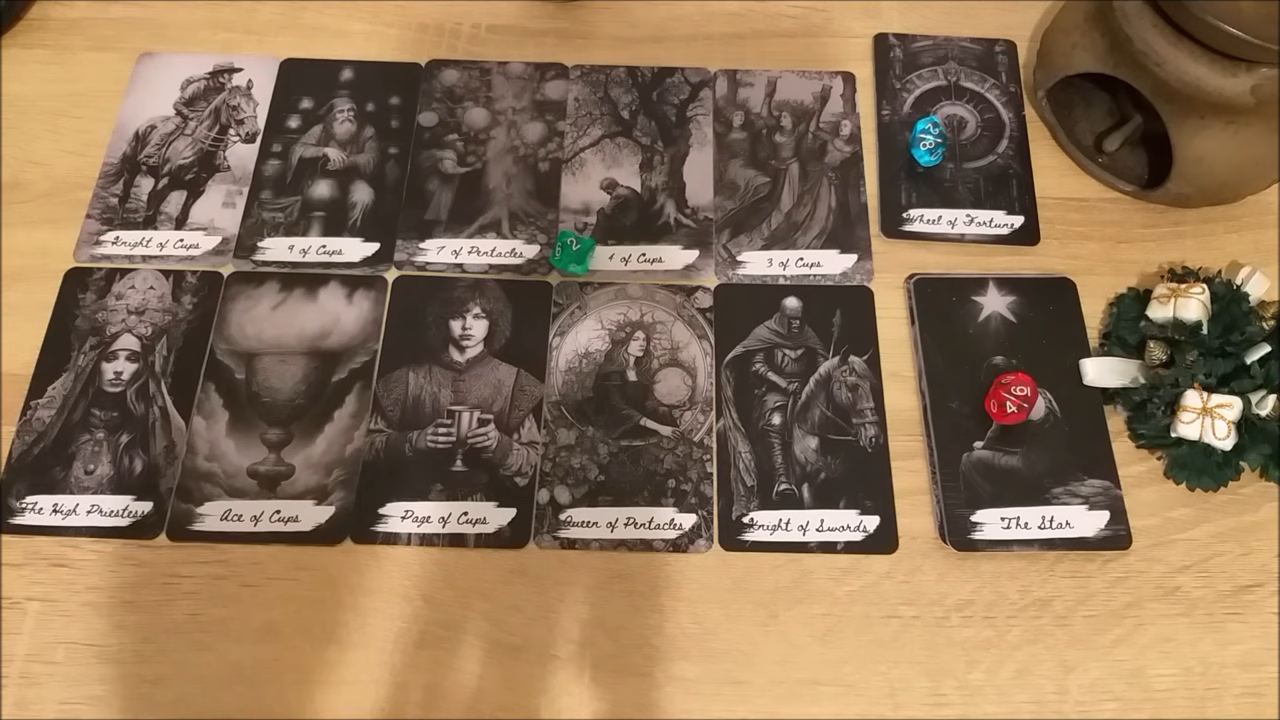 Knight of Cups
9 of Cups
7 of Pentacles
4 of Cups
3 of Cups
Wheel of Fortune
The High Priestess
Ace of Cups
Page of Cups
Queen of Pentacles
Knight of Swords
The Star